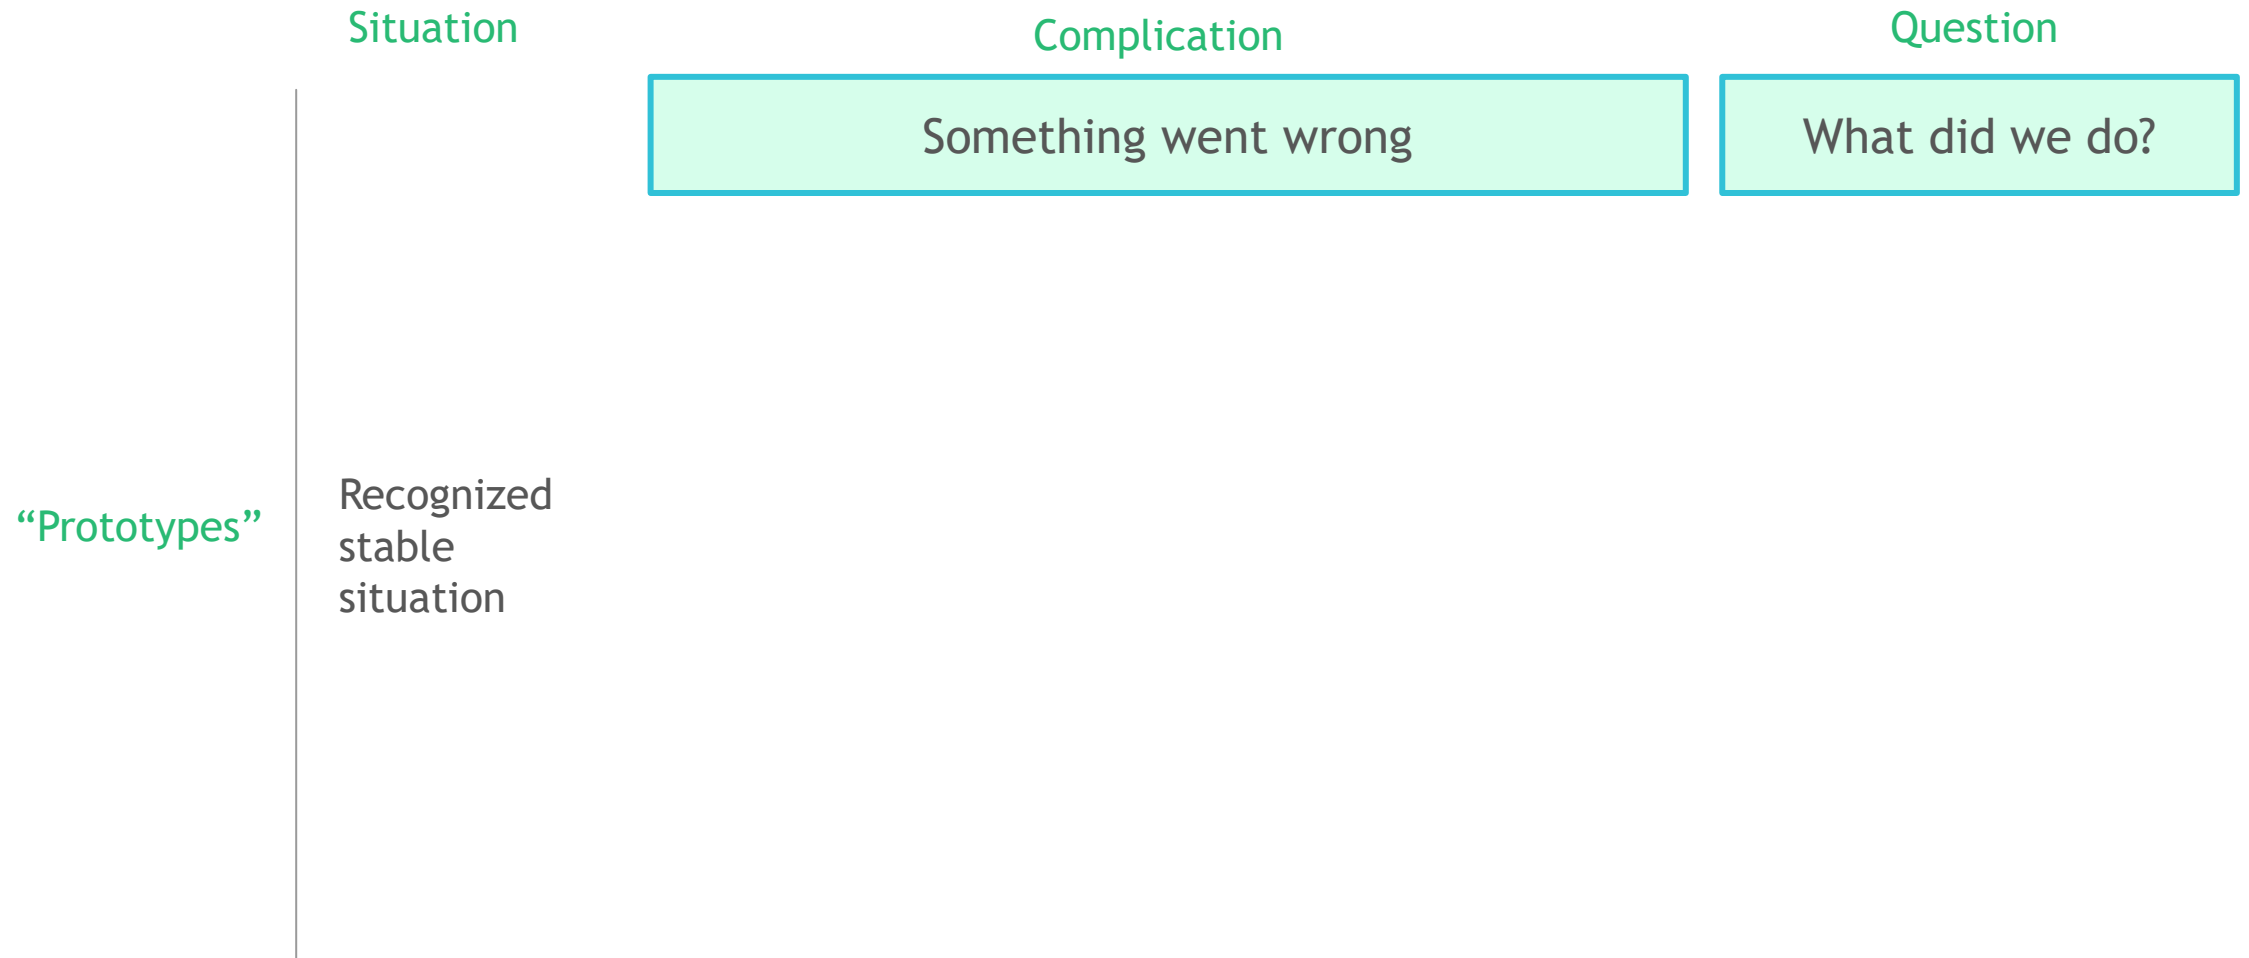 Situation
Complication
Question
Something went wrong
What did we do?
“Prototypes”
Recognized
stable
situation